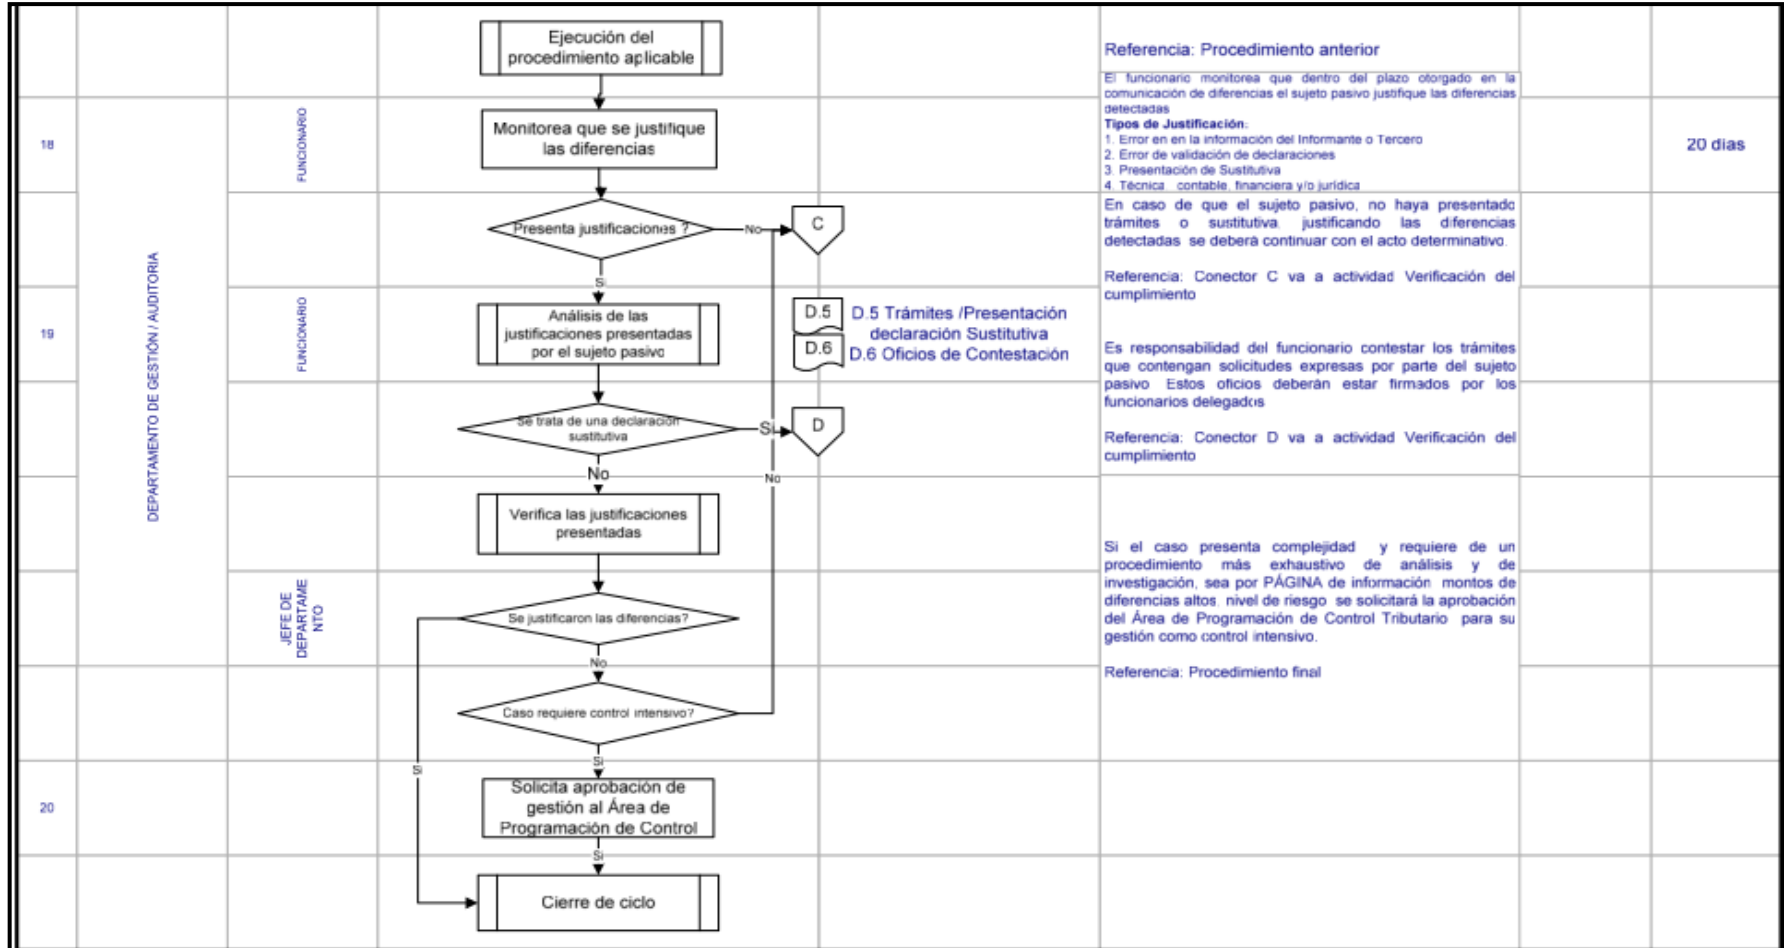 Ejecución del
procedimiento aplicable
Referencia: Procedimiento anterior
El funcionario monitorea que dentro del plazo otorgado en la
comunicación de diferencias el sujeto pasivo justifique las diferencias
detectadas
Tipos de Justificación:
1. Error en en la información del Informante o Tercero
2. Error de validación de declaraciones
3. Presentación de Sustitutiva
4. Técnica contable, financiera y/o jurídica
18
FUNCIONARIO
Monitorea que se justifique
las diferencias
20 dias
Presenta justificaciones ?
No
C
Si
En caso de que el sujeto pasivo, no haya presentado
trámites o sustitutiva justificando las diferencias
detectadas se deberá continuar con el acto determinativo.
Referencia: Conector C va a actividad Verificación del
cumplimiento
DEPARTAMENTO DE GESTIÓN / AUDITORIA
19
FUNCIONARIO
Análisis de las
justificaciones presentadas
por el sujeto pasivo
D.5
D.6
D.5 Trámites /Presentación
declaración Sustitutiva
D.6 Oficios de Contestación
Es responsabilidad del funcionario contestar los trámites
que contengan solicitudes expresas por parte del sujeto
pasivo Estos oficios deberán estar firmados por los
funcionarios delegados
Referencia: Conector D va a actividad Verificación del
cumplimiento
Se trata de una declaración
sustitutiva
Si
D
No
No
Verifica las justificaciones
presentadas
Si el caso presenta complejidad y requiere de un
procedimiento más exhaustivo de análisis y de
investigación, sea por PÁGINA de información montos de
diferencias altos, nivel de riesgo se solicitará la aprobación
del Área de Programación de Control Tributario para su
gestión como control intensivo.
Referencia: Procedimiento final
JEFE DE
DEPARTAME
NTO
Se justificaron las diferencias?
No
Caso requiere control intensivo?
Si
Si
20
Solicita aprobación de
gestión al Área de
Programación de Control
Si
Cierre de ciclo